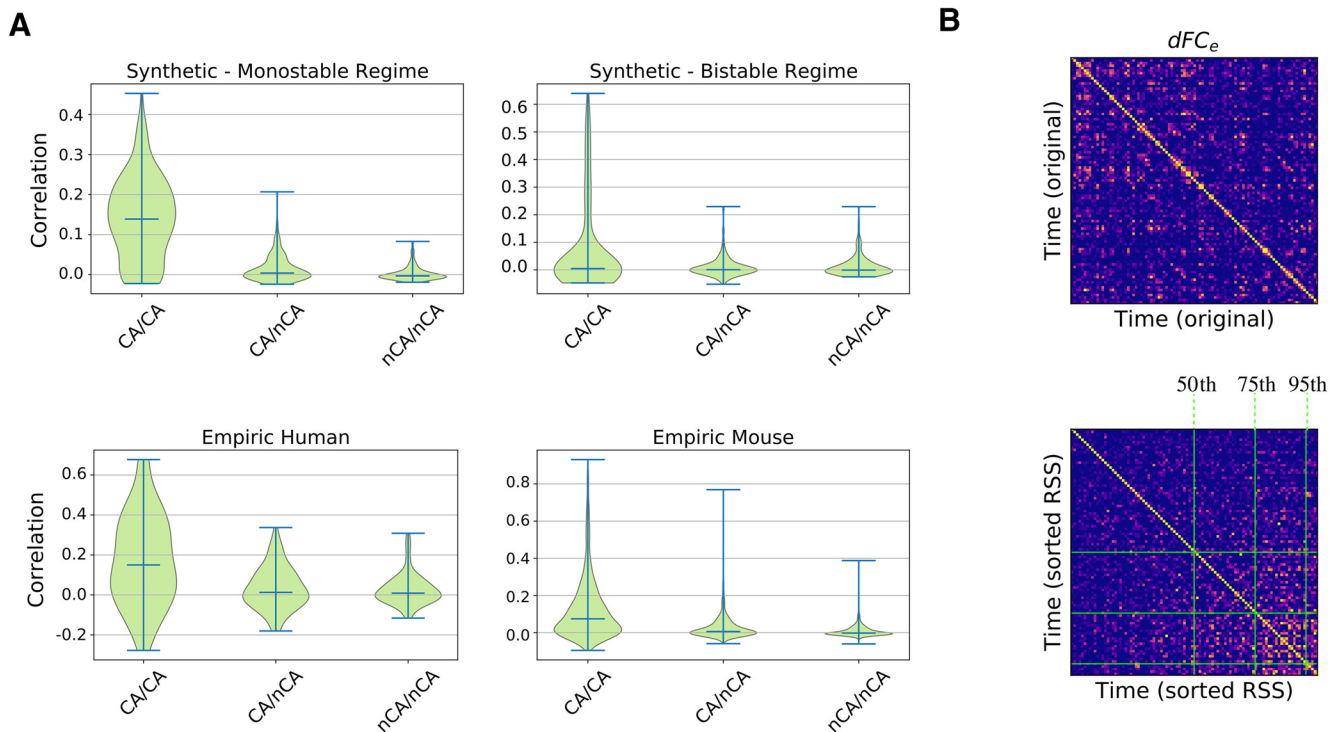 A
B
Synthetic - Monostable Regime
Correlation
0.4
0.3
0.2
0.1
0.0
CA/CA
CA/nCA
nCA/nCA
Synthetic - Bistable Regime
0.6
0.5
0.4
0.3
0.2
0.1
0.0
CA/CA
CA/nCA
nCA/nCA
dFCe
Time (original)
Time (original)
Empiric Human
Correlation
0.6
0.4
0.2
0.0
-0.2
CA/CA
CA/nCA
nCA/nCA
Empiric Mouse
0.8
0.6
0.4
0.2
0.0
CA/CA
CA/nCA
nCA/nCA
50th 75th 95th
Time (sorted RSS)
Time (sorted RSS)